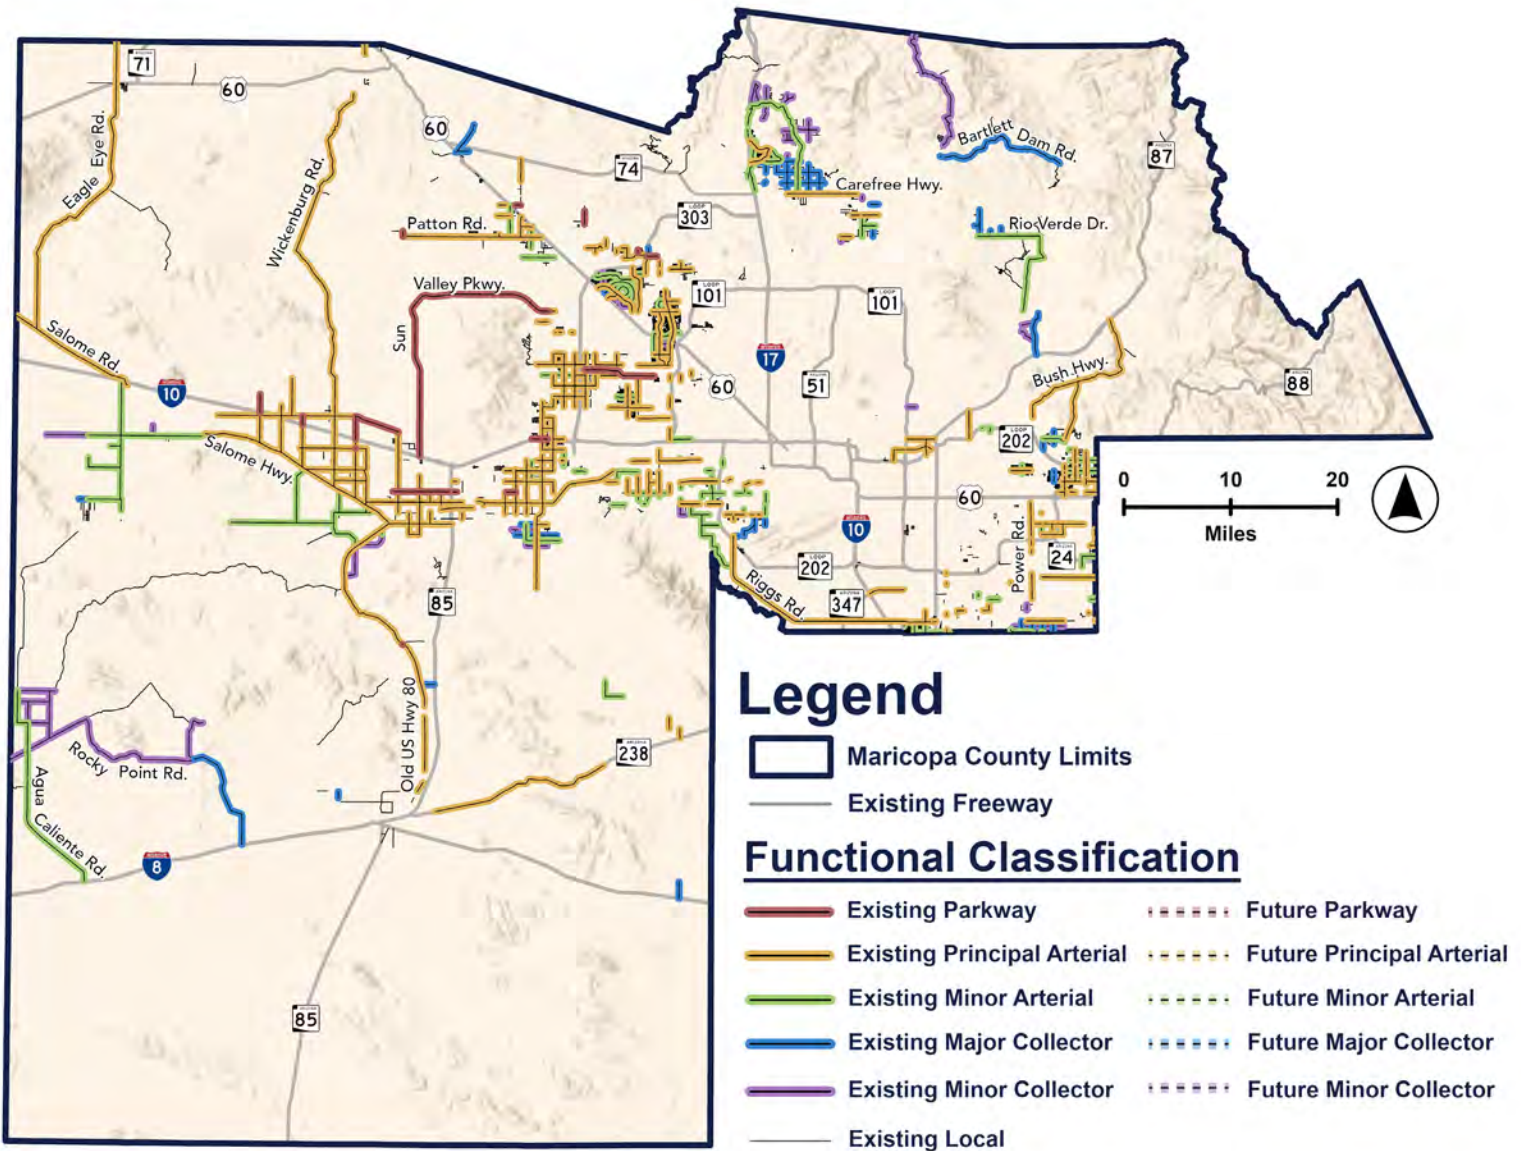 71
60
60
Eagle Eye Rd.
Wickenburg Rd.
74
Bartlett Dam Rd.
87
Carefree Hwy.
Patton Rd.
LOOP
303
Rio Verde Dr.
Valley Pkwy.
Sun
LOOP
101
LOOP
101
Salome Rd.
10
17
60
51
Bush Hwy.
88
Salome Hwy.
LOOP
202
60
0 10 20
Miles
10
Power Rd.
24
LOOP
202
85
Riggs Rd.
347
Old US Hwy 80
238
Rocky Point Rd.
Agua Caliente Rd.
8
85
Legend
Maricopa County Limits
Existing Freeway
Functional Classification
Existing Parkway Future Parkway
Existing Principal Arterial Future Principal Arterial
Existing Minor Arterial Future Minor Arterial
Existing Major Collector Future Major Collector
Existing Minor Collector Future Minor Collector
Existing Local